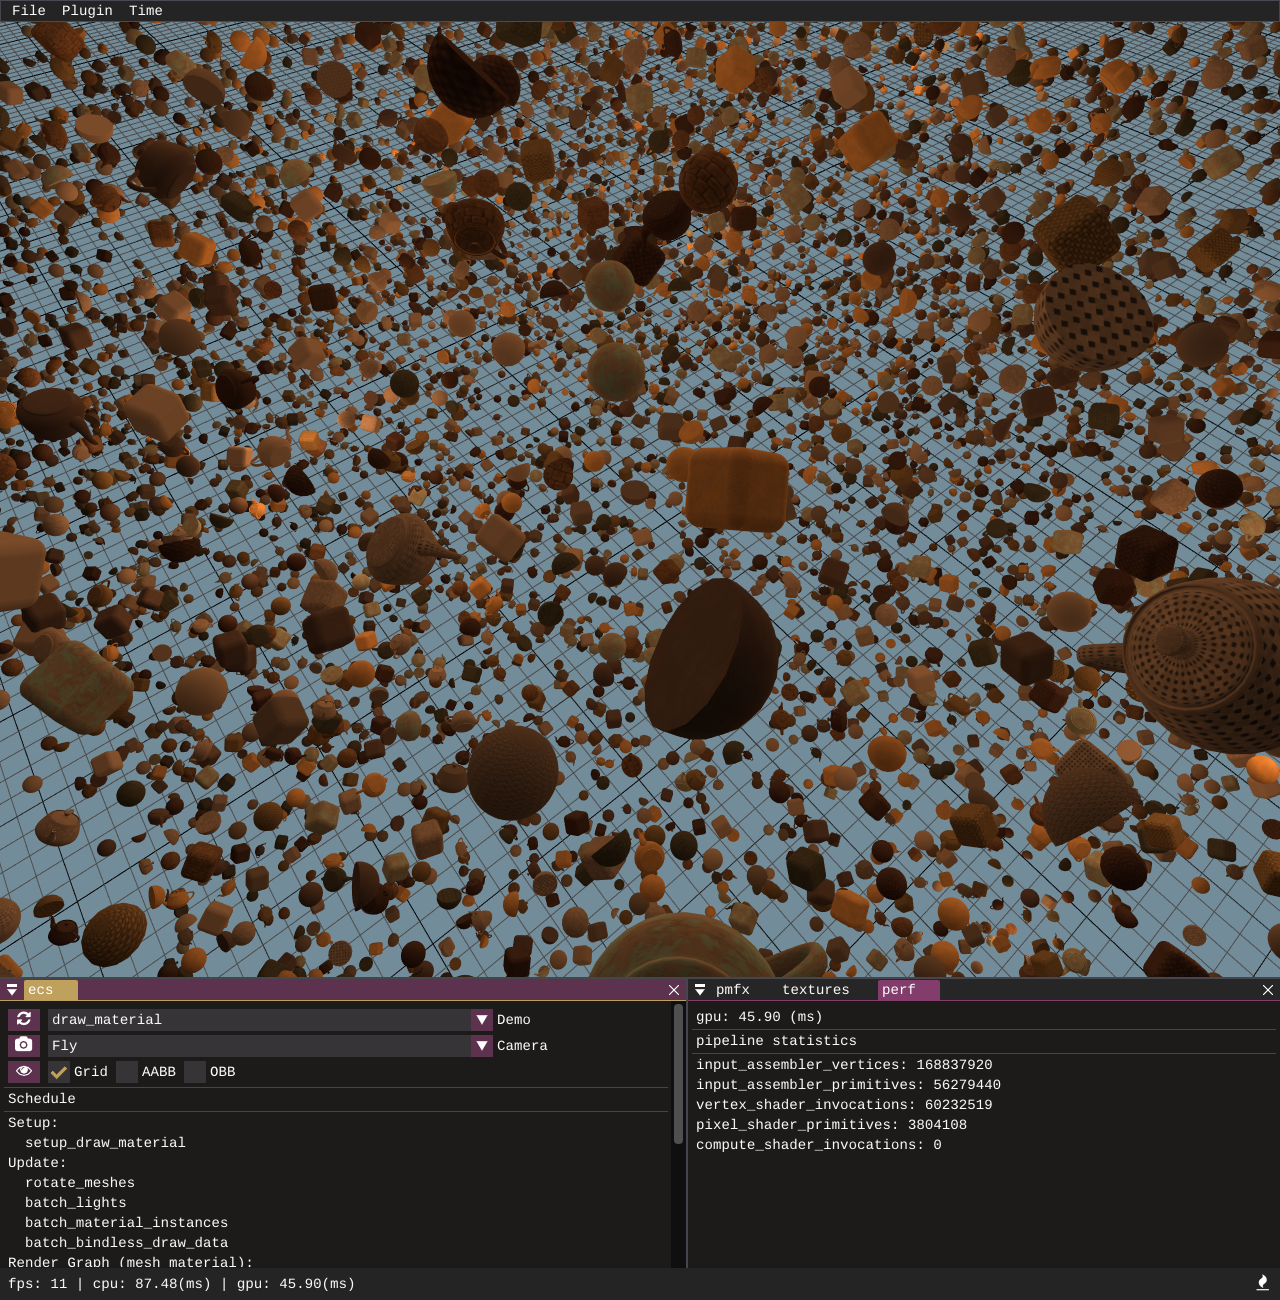 File Plugin Time
ecs
draw_material Demo
Fly Camera
Grid AABB OBB
Schedule
Setup:
setup_draw_material
Update:
rotate_meshes
batch_lights
batch_material_instances
batch_bindless_draw_data
Render Graph (mesh_material):
pmfx textures perf
gpu: 45.90 (ms)
pipeline statistics
input_assembler_vertices: 168837920
input_assembler_primitives: 56279440
vertex_shader_invocations: 60232519
pixel_shader_primitives: 3804108
compute_shader_invocations: 0
fps: 11 | cpu: 87.48(ms) | gpu: 45.90(ms)